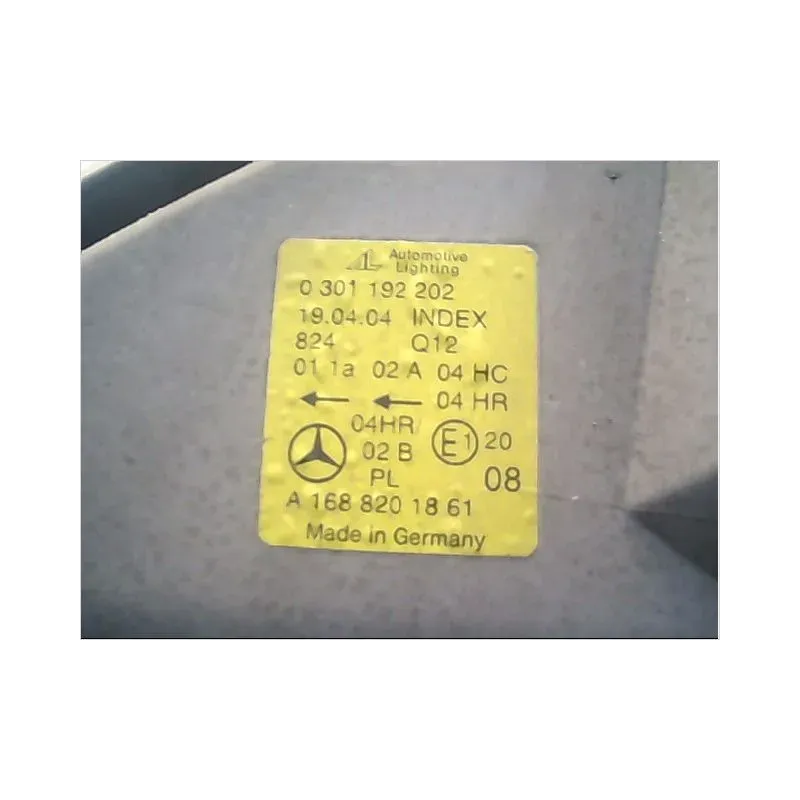 AL Automotive
Lighting
0 301 192 202
19.04.04 INDEX
824 Q12
01 1a 02 A 04 HC
← ← 04 HR
04HR/
02 B E1 20
PL 08
A 168 820 18 61
Made in Germany